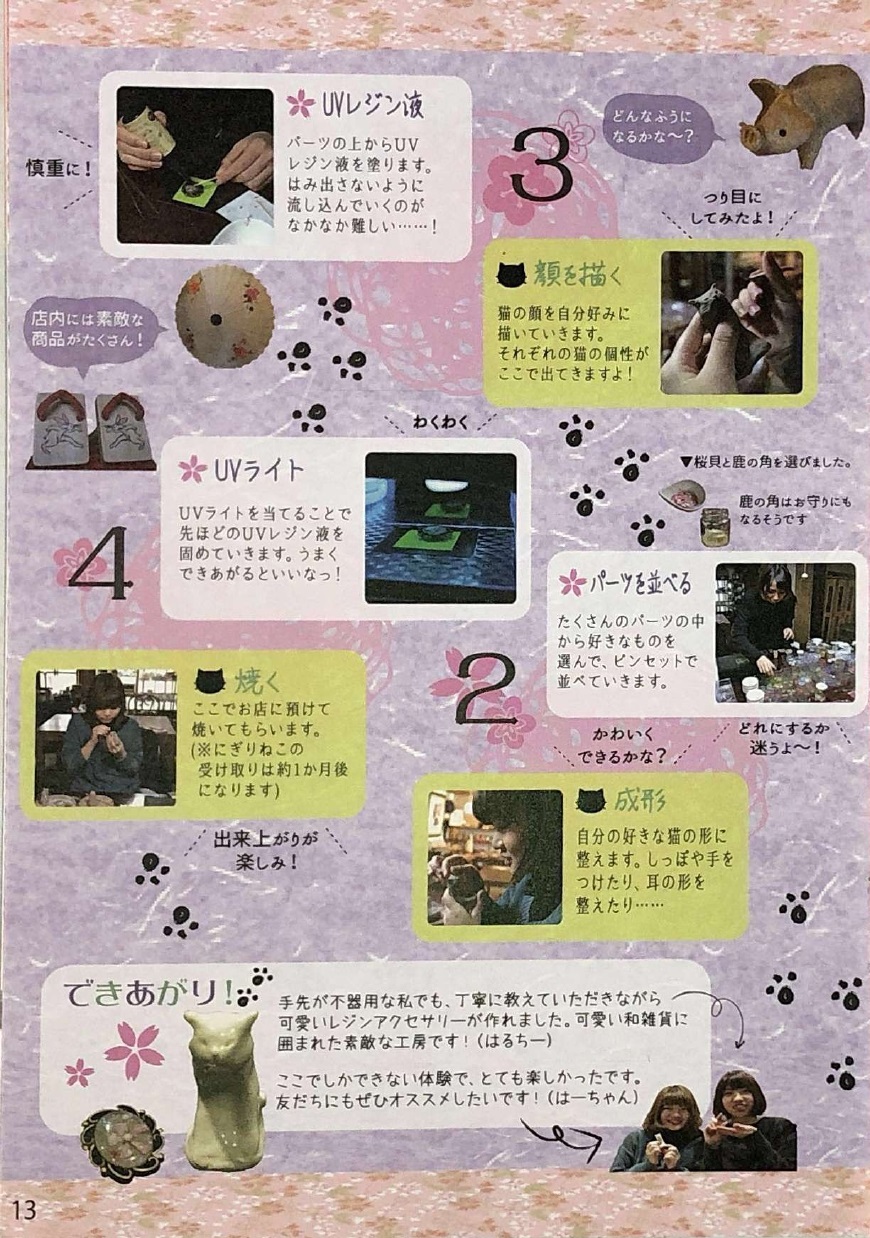 どんなふうに
なるかな～？
慎重に！
UVレジン液
パーツの上からUV
レジン液を塗ります。
はみ出さないように
流し込んでいくのが
なかなか難しい……！
3
つり目に
してみたよ！
顔を描く
猫の顔を自分好みに
描いていきます。
それぞれの猫の個性が
ここで出てきますよ！
店内には素敵な
商品がたくさん！
わくわく
▼桜貝と鹿の角を選びました。
鹿の角はお守りにも
なるそうです
4
UVライト
UVライトを当てることで
先ほどのUVレジン液を
固めていきます。うまく
できあがるといいなっ！
パーツを並べる
たくさんのパーツの中
から好きなものを
選んで、ピンセットで
並べていきます。
2
焼く
ここでお店に預けて
焼いてもらいます。
(※にぎりねこの
受け取りは約1か月後
になります)
かわいく
できるかな？
どれにするか
迷うよ～！
成形
自分の好きな猫の形に
整えます。しっぽや手を
つけたり、耳の形を
整えたり……
出来上がりが
楽しみ！
できあがり！
手先が不器用な私でも、丁寧に教えていただきながら
可愛いレジンアクセサリーが作れました。可愛い和雑貨に
囲まれた素敵な工房です！(はるちー)
ここでしかできない体験で、とても楽しかったです。
友だちにもぜひオススメしたいです！(はーちゃん)
13